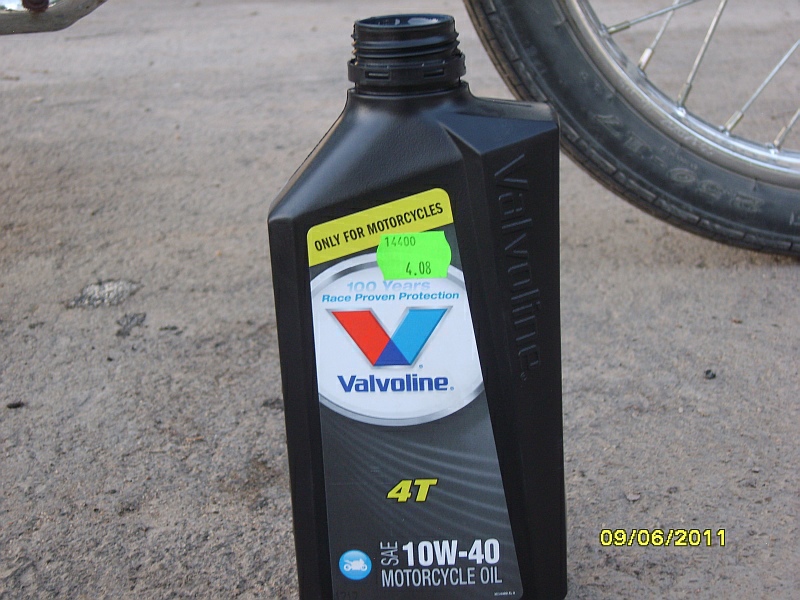 ONLY FOR MOTORCYCLES
14400
4.08
100 Years
Race Proven Protection
Valvoline
4T
SAE 10W-40
MOTORCYCLE OIL
Valvoline
09/06/2011